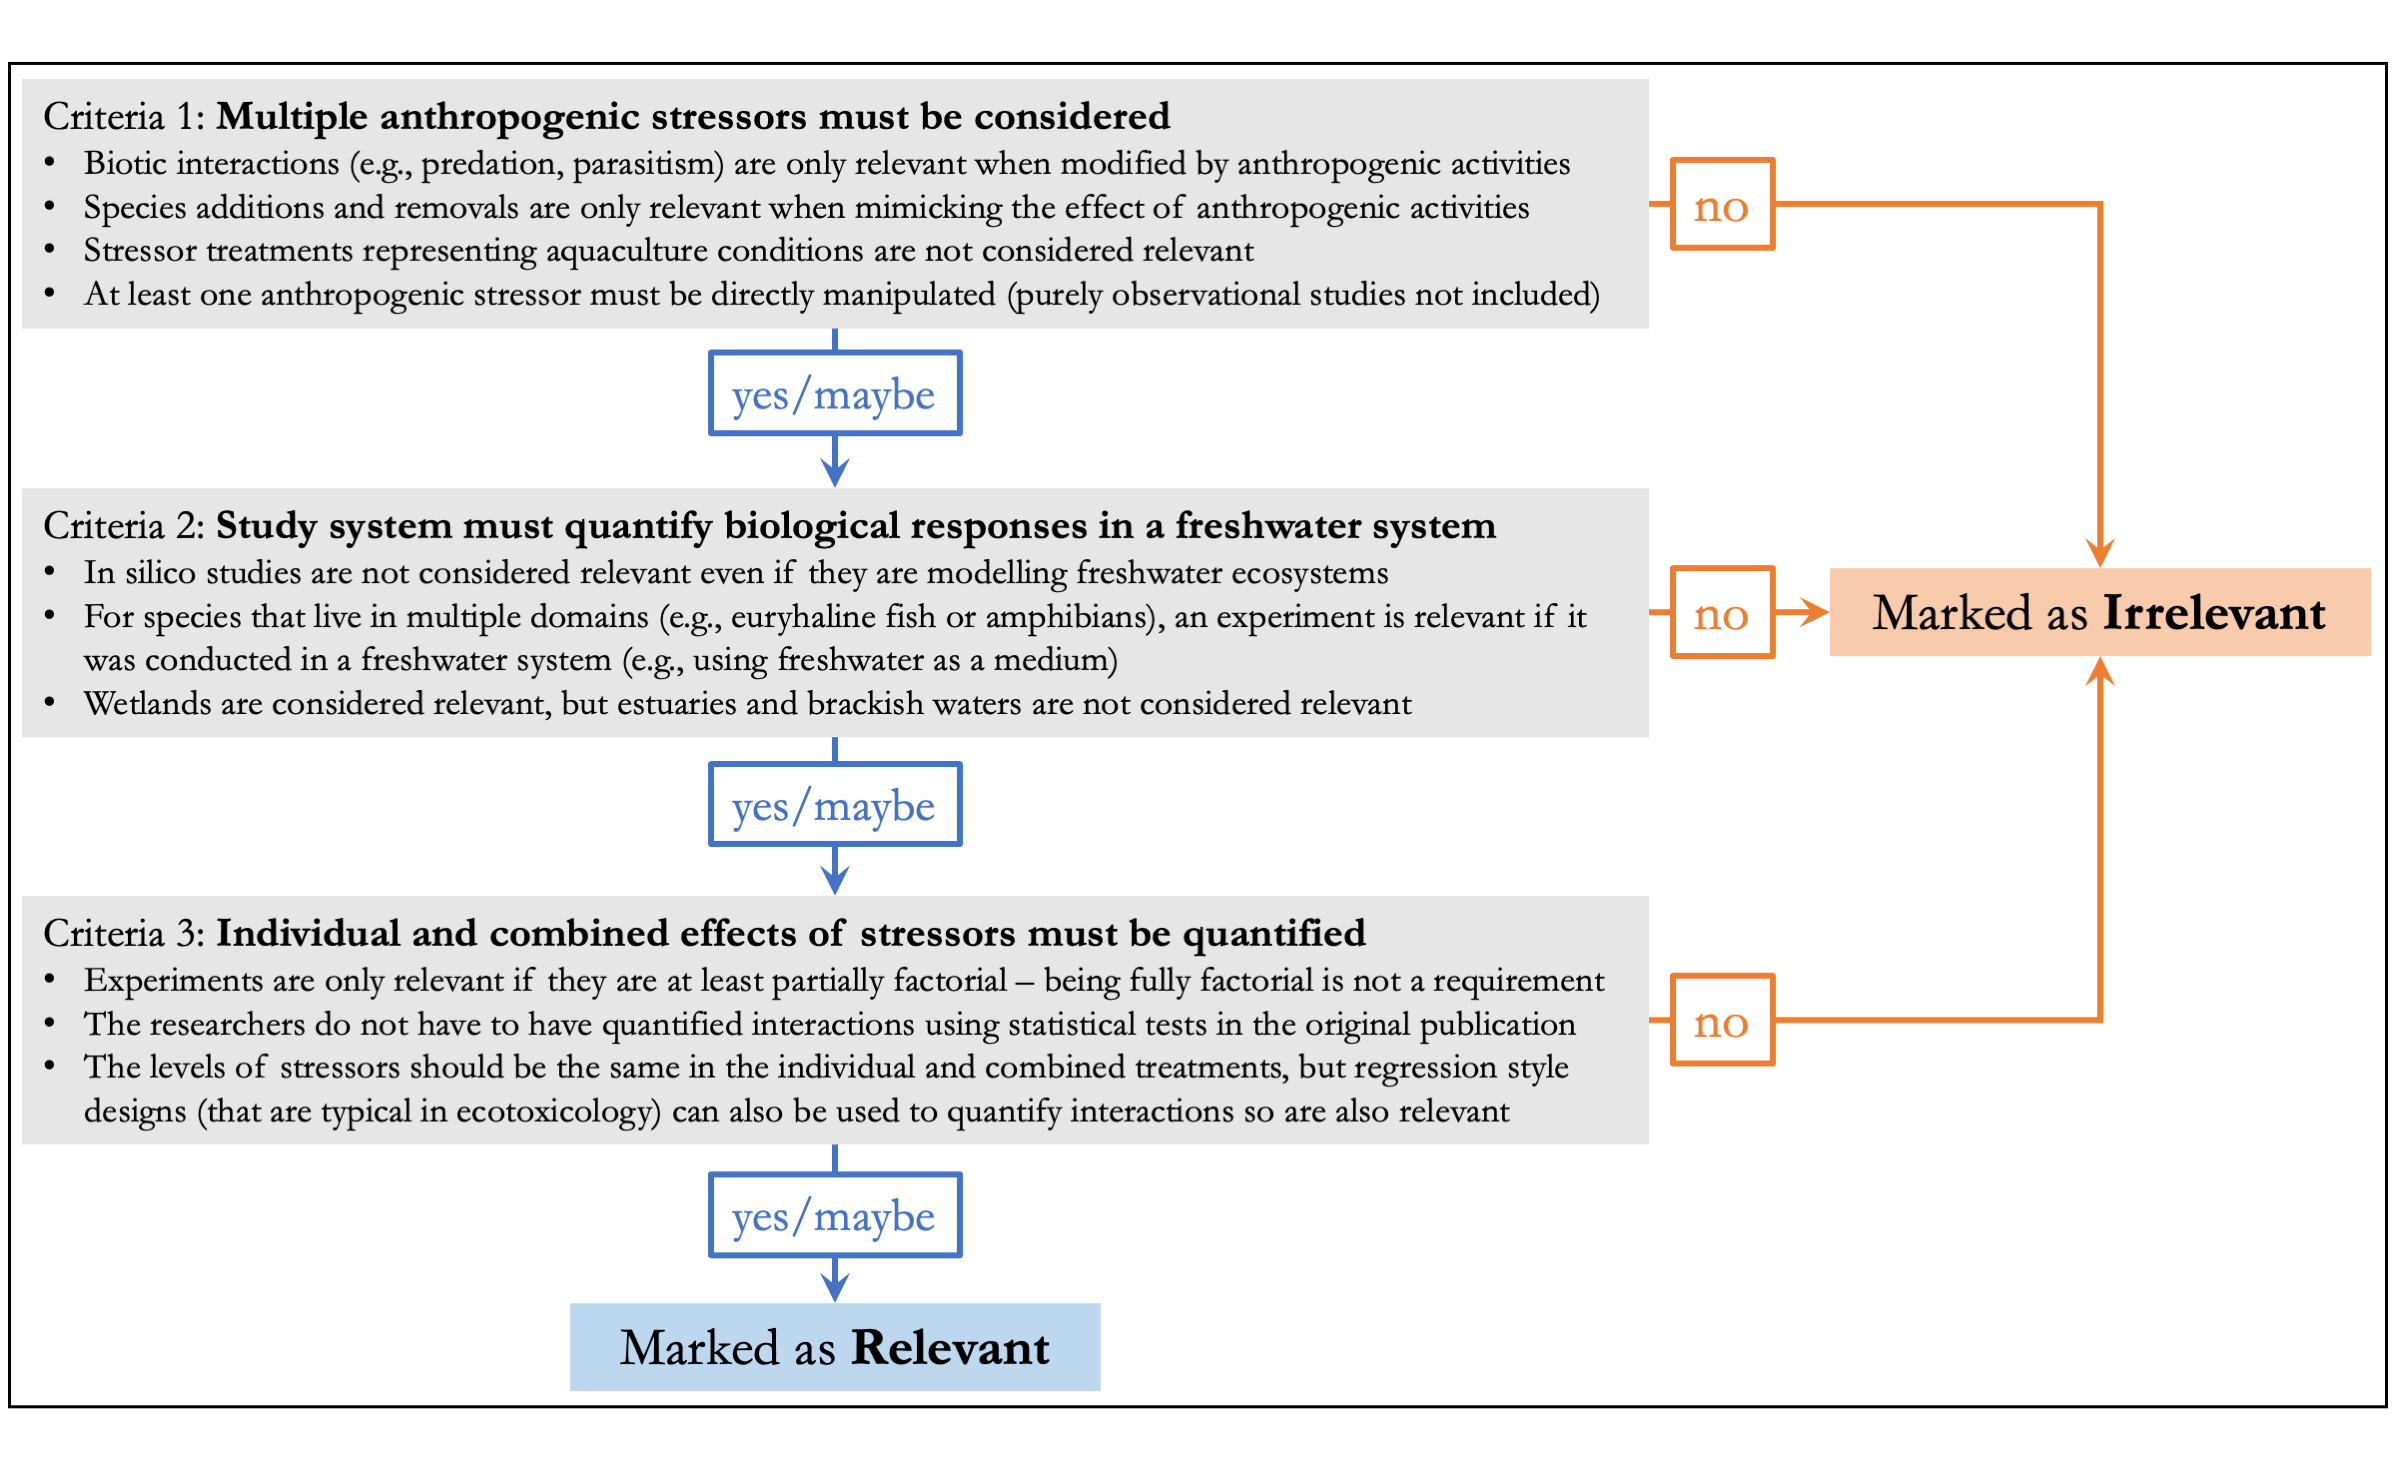 Criteria 1: Multiple anthropogenic stressors must be considered
• Biotic interactions (e.g., predation, parasitism) are only relevant when modified by anthropogenic activities
• Species additions and removals are only relevant when mimicking the effect of anthropogenic activities
• Stressor treatments representing aquaculture conditions are not considered relevant
• At least one anthropogenic stressor must be directly manipulated (purely observational studies not included)
no
yes/maybe
Criteria 2: Study system must quantify biological responses in a freshwater system
• In silico studies are not considered relevant even if they are modelling freshwater ecosystems
• For species that live in multiple domains (e.g., euryhaline fish or amphibians), an experiment is relevant if it
was conducted in a freshwater system (e.g., using freshwater as a medium)
• Wetlands are considered relevant, but estuaries and brackish waters are not considered relevant
no
Marked as Irrelevant
yes/maybe
Criteria 3: Individual and combined effects of stressors must be quantified
• Experiments are only relevant if they are at least partially factorial – being fully factorial is not a requirement
• The researchers do not have to have quantified interactions using statistical tests in the original publication
• The levels of stressors should be the same in the individual and combined treatments, but regression style
designs (that are typical in ecotoxicology) can also be used to quantify interactions so are also relevant
no
yes/maybe
Marked as Relevant